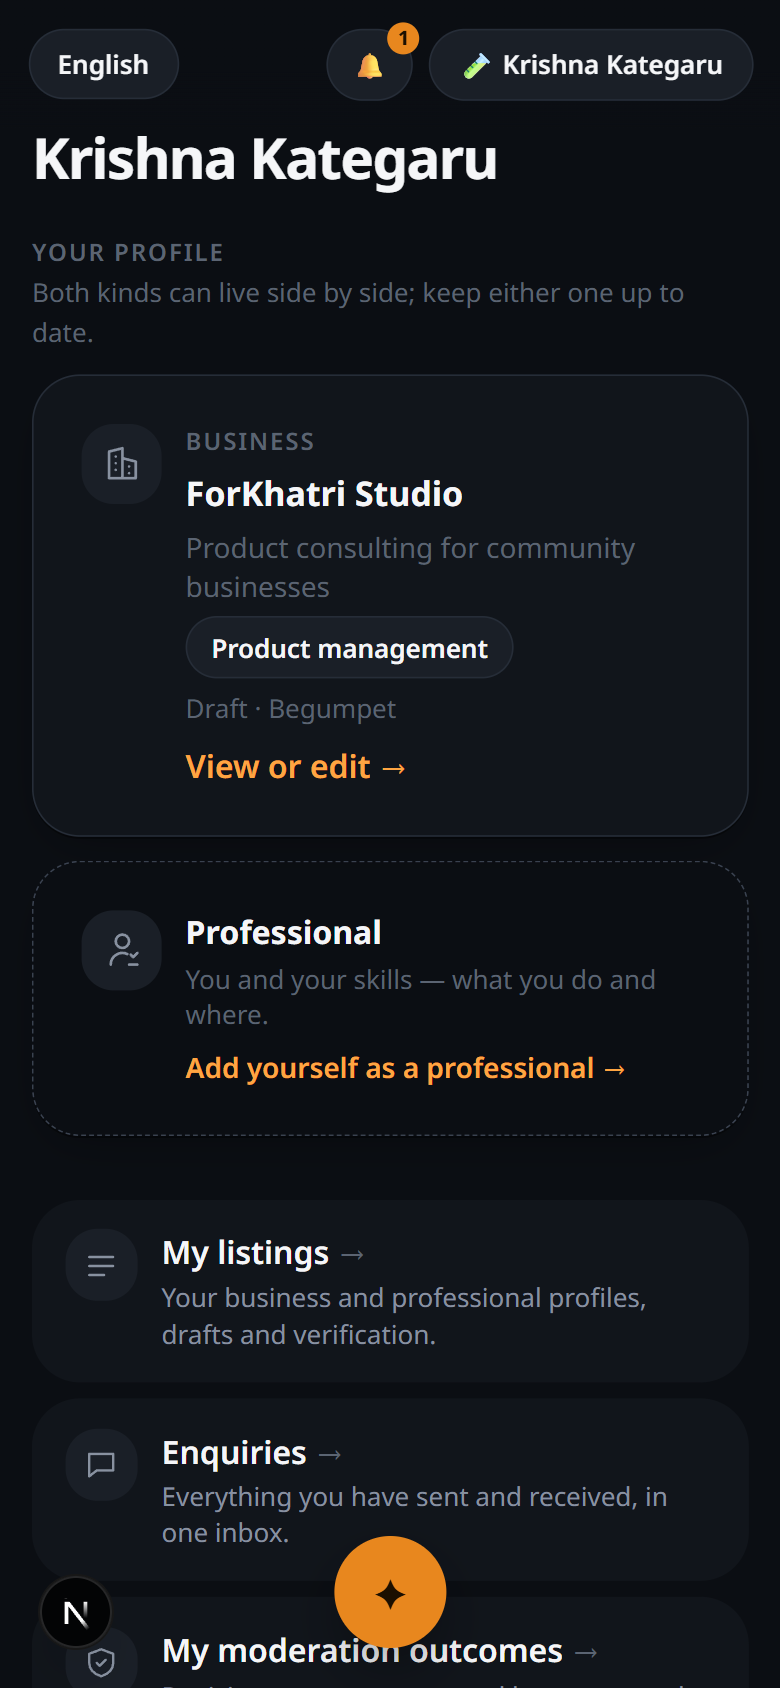 English
1
Krishna Kategaru
Krishna Kategaru
YOUR PROFILE
Both kinds can live side by side; keep either one up to
date.
BUSINESS
ForKhatri Studio
Product consulting for community
businesses
Product management
Draft · Begumpet
View or edit →
Professional
You and your skills — what you do and
where.
Add yourself as a professional →
My listings →
Your business and professional profiles,
drafts and verification.
Enquiries →
Everything you have sent and received, in
one inbox.
N
My moderation outcomes →